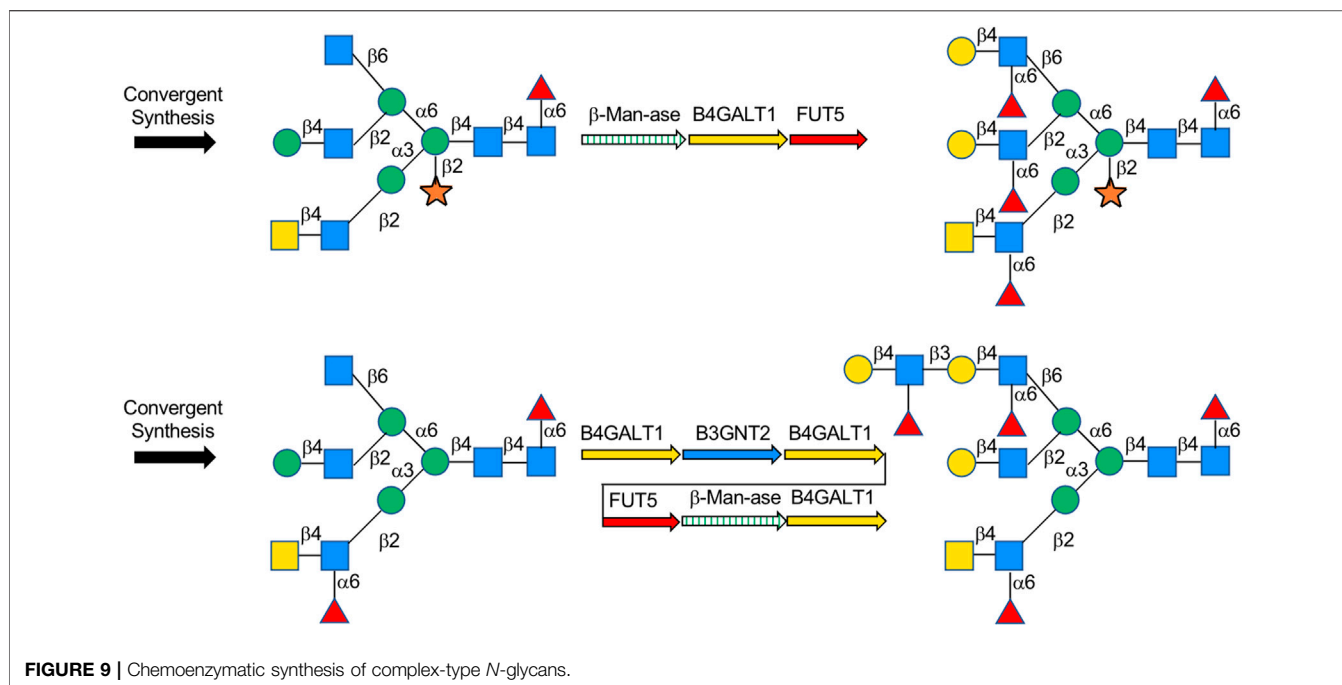 Convergent
Synthesis
β6
β4
β2
α6
α3
β4
β4
α6
β2
β4
β2
β-Man-ase B4GALT1 FUT5
β4
β6
α6
β4
β2
α6
α3
α6
β4
β4
α6
β2
β4
β2
α6
Convergent
Synthesis
β6
β4
β2
α6
α3
β4
β4
α6
β4
β2
α6
B4GALT1 B3GNT2 B4GALT1
FUT5 β-Man-ase B4GALT1
β4
β3
β4
β6
α6
β4
β2
α6
α3
β4
β4
α6
β4
β2
α6
FIGURE 9 | Chemoenzymatic synthesis of complex-type N-glycans.